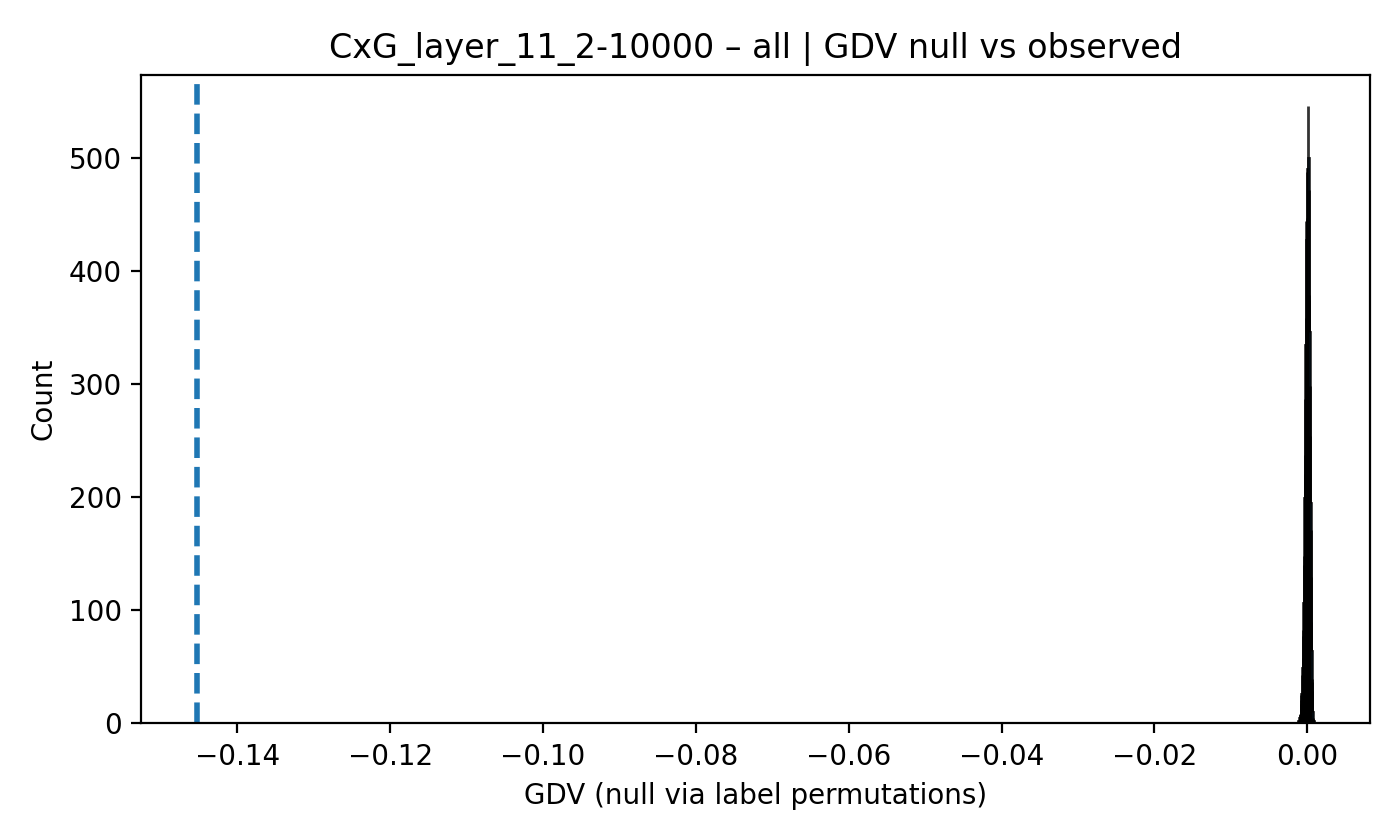 CxG_layer_11_2-10000 – all | GDV null vs observed
500
400
300
200
100
0
Count
−0.14 −0.12 −0.10 −0.08 −0.06 −0.04 −0.02 0.00
GDV (null via label permutations)